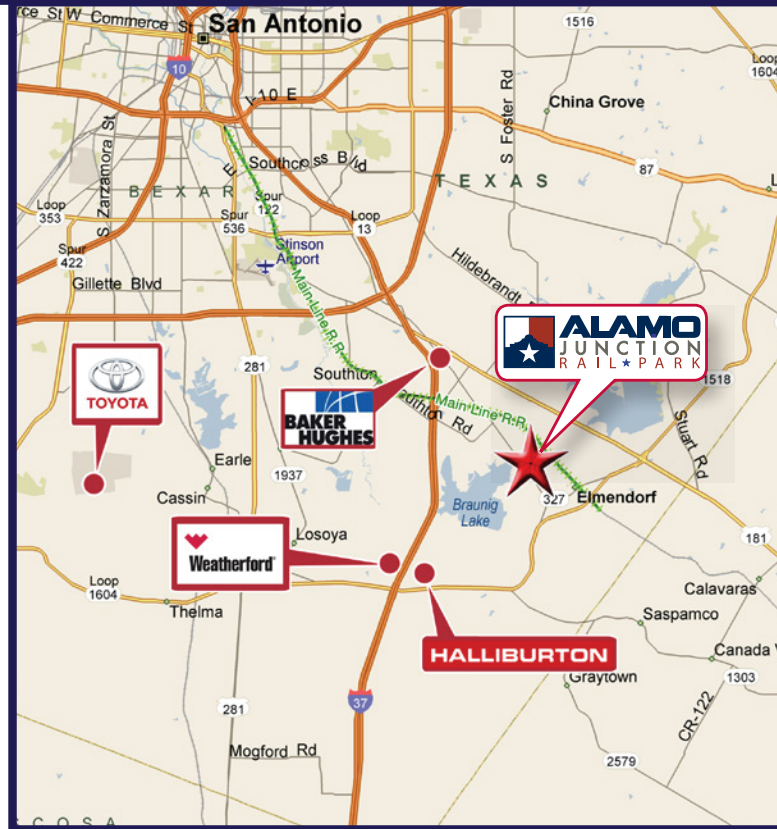 rce St W Commerce St
San Antonio
1516
10
Loop
1604
I-10 E
China Grove
S Foster Rd
S Zarzamora St
Southcross Blvd
87
BEXAR
TEXAS
Loop
353
Spur
122
Spur
536
Loop
13
Spur
422
Stinson
Airport
Hildebrandt
Gillette Blvd
Main Line R.R.
ALAMO
JUNCTION
RAIL★PARK
TOYOTA
281
Southton
BAKER
HUGHES
1518
Main Line R.R.
Southton Rd
Stuart Rd
Earle
1937
Cassin
Braunig
Lake
327
Elmendorf
Losoya
Weatherford
181
Loop
1604
Thelma
Calavaras
Saspamco
HALLIBURTON
Canada V
Graytown
1303
37
281
CR-122
Mogford Rd
2579
SCOSA